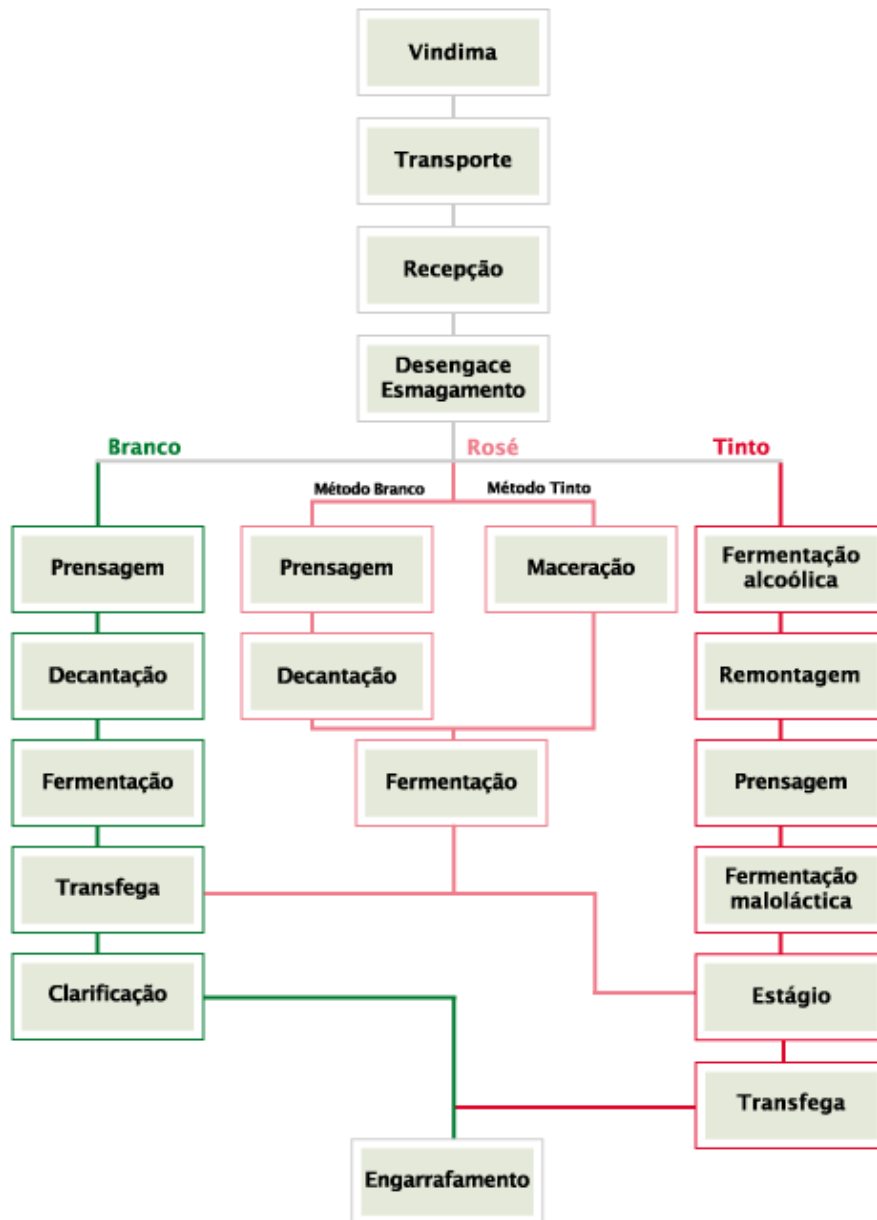 Vindima
Transporte
Recepção
Desengace
Esmagamento
Branco
Rosé
Tinto
Método Branco
Método Tinto
Prensagem
Prensagem
Maceração
Fermentação
alcoólica
Decantação
Decantação
Remontagem
Fermentação
Fermentação
Prensagem
Transfega
Fermentação
maloláctica
Clarificação
Estágio
Transfega
Engarrafamento